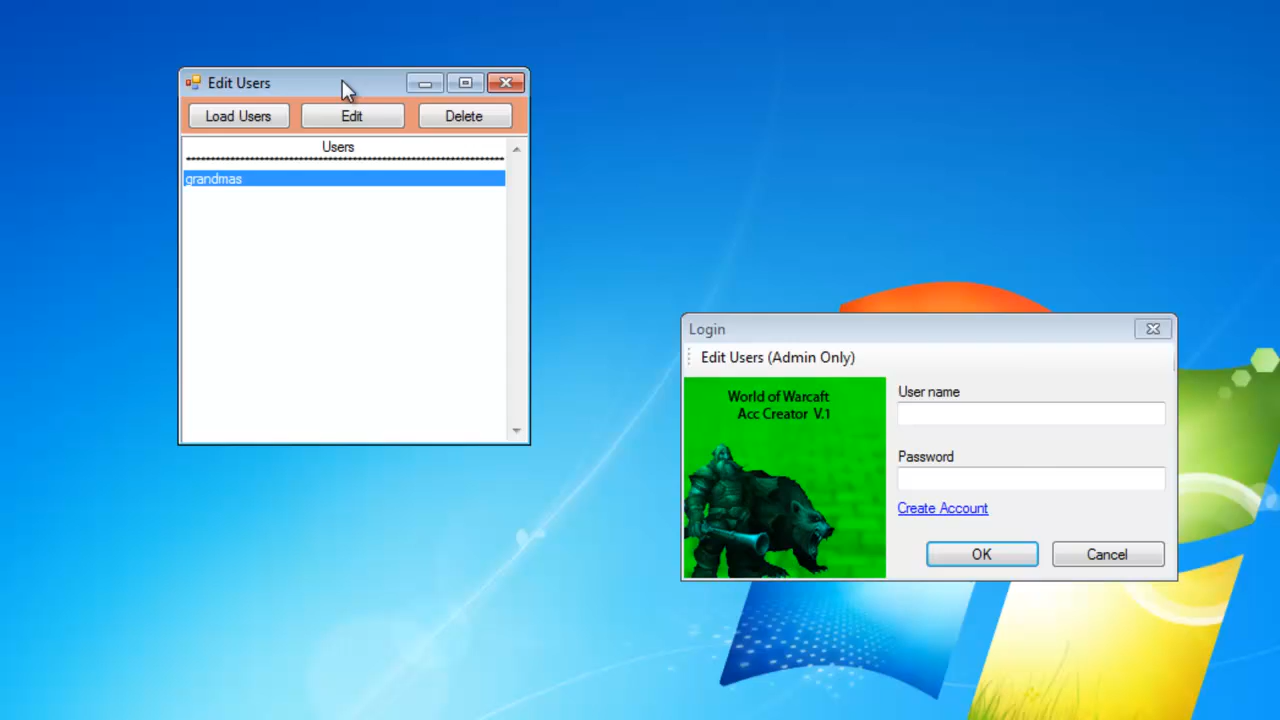 Edit Users
Load Users
Edit
Delete
Users
grandmas
Login
Edit Users (Admin Only)
World of Warcaft
Acc Creator V.1
User name
Password
Create Account
OK
Cancel